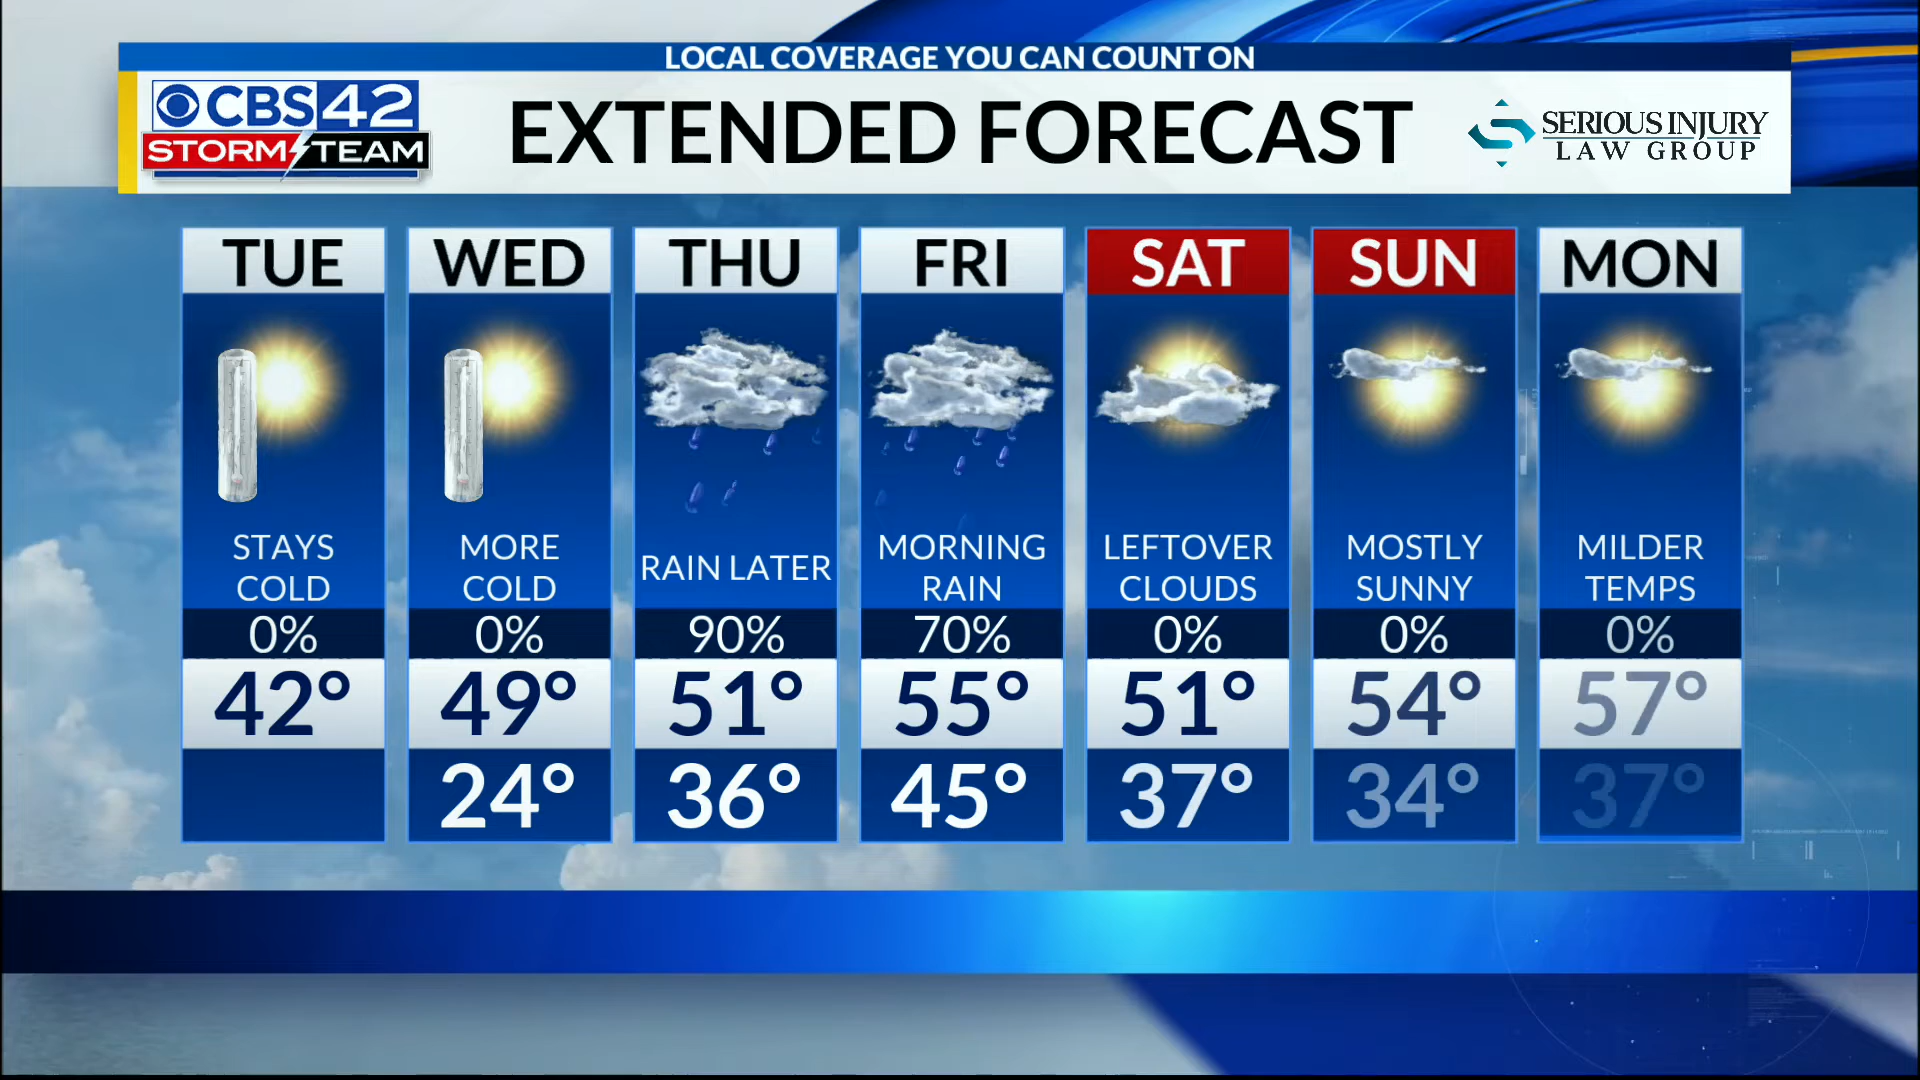 LOCAL COVERAGE YOU CAN COUNT ON
CBS 42
STORM TEAM
EXTENDED FORECAST
SERIOUS INJURY
LAW GROUP
TUE WED THU FRI SAT SUN MON
STAYS COLD
MORE COLD
RAIN LATER
MORNING RAIN
LEFTOVER CLOUDS
MOSTLY SUNNY
MILDER TEMPS
0% 0% 90% 70% 0% 0% 0%
42° 49° 51° 55° 51° 54° 57°
24° 36° 45° 37° 34° 37°